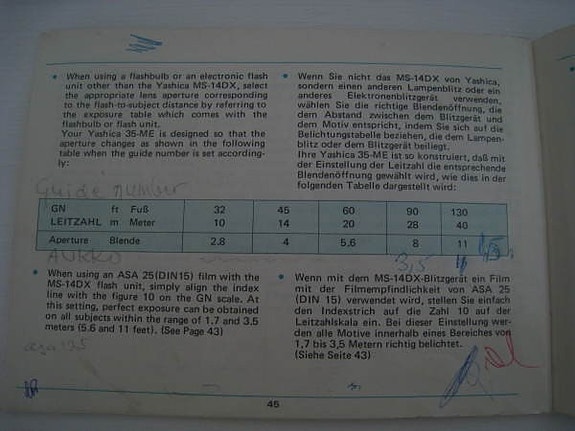 • When using a flashbulb or an electronic flash
unit other than the Yashica MS-14DX, select
the appropriate lens aperture corresponding
to the flash-to-subject distance by referring to
the exposure table which comes with the
flashbulb or flash unit.
Your Yashica 35-ME is designed so that the
aperture changes as shown in the following
table when the guide number is set according-
ly:
• Wenn Sie nicht das MS-14DX von Yashica,
sondern einen anderen Lampenblitz oder ein
anderes Elektronenblitzgerät verwenden,
wählen Sie die richtige Blendenöffnung, die
dem Abstand zwischen dem Blitzgerät und
dem Motiv entspricht, indem Sie sich auf die
Belichtungstabelle beziehen, die dem Lampen-
blitz oder dem Blitzgerät beiliegt.
Ihre Yashica 35-ME ist so konstruiert, daß mit
der Einstellung der Leitzahl die entsprechende
Blendenöffnung gewählt wird, wie dies in der
folgenden Tabelle dargestellt wird:
Guide number
GN ft Fuß 32 45 60 90 130
LEITZAHL m Meter 10 14 20 28 40
Aperture Blende 2.8 4 5.6 8 11
AUKKO
3,5
• When using an ASA 25 (DIN 15) film with the
MS-14DX flash unit, simply align the index
line with the figure 10 on the GN scale. At
this setting, perfect exposure can be obtained
on all subjects within the range of 1.7 and 3.5
meters (5.6 and 11 feet). (See Page 43)
• Wenn mit dem MS-14DX-Blitzgerät ein Film
mit der Filmempfindlichkeit von ASA 25
(DIN 15) verwendet wird, stellen Sie einfach
den Indexstrich auf die Zahl 10 auf der
Leitzahlskala ein. Bei dieser Einstellung wer-
den alle Motive innerhalb eines Bereiches von
1,7 bis 3,5 Metern richtig belichtet.
(Siehe Seite 43)
45